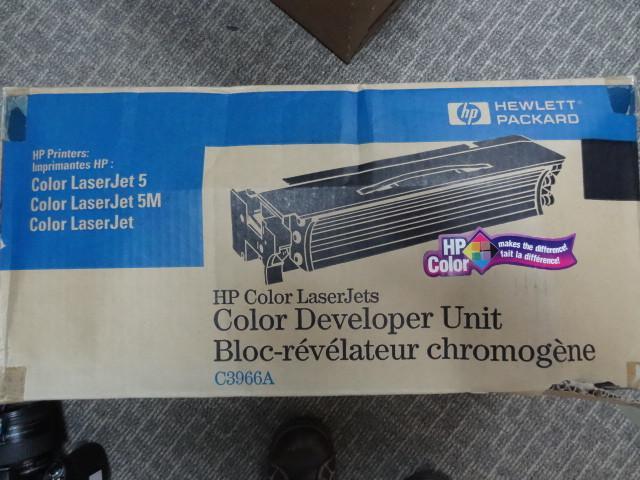 hp HEWLETT®
PACKARD
HP Printers:
Imprimantes HP :
Color LaserJet 5
Color LaserJet 5M
Color LaserJet
HP
Color
makes the difference!
fait la différence!
HP Color LaserJets
Color Developer Unit
Bloc-révélateur chromogène
C3966A